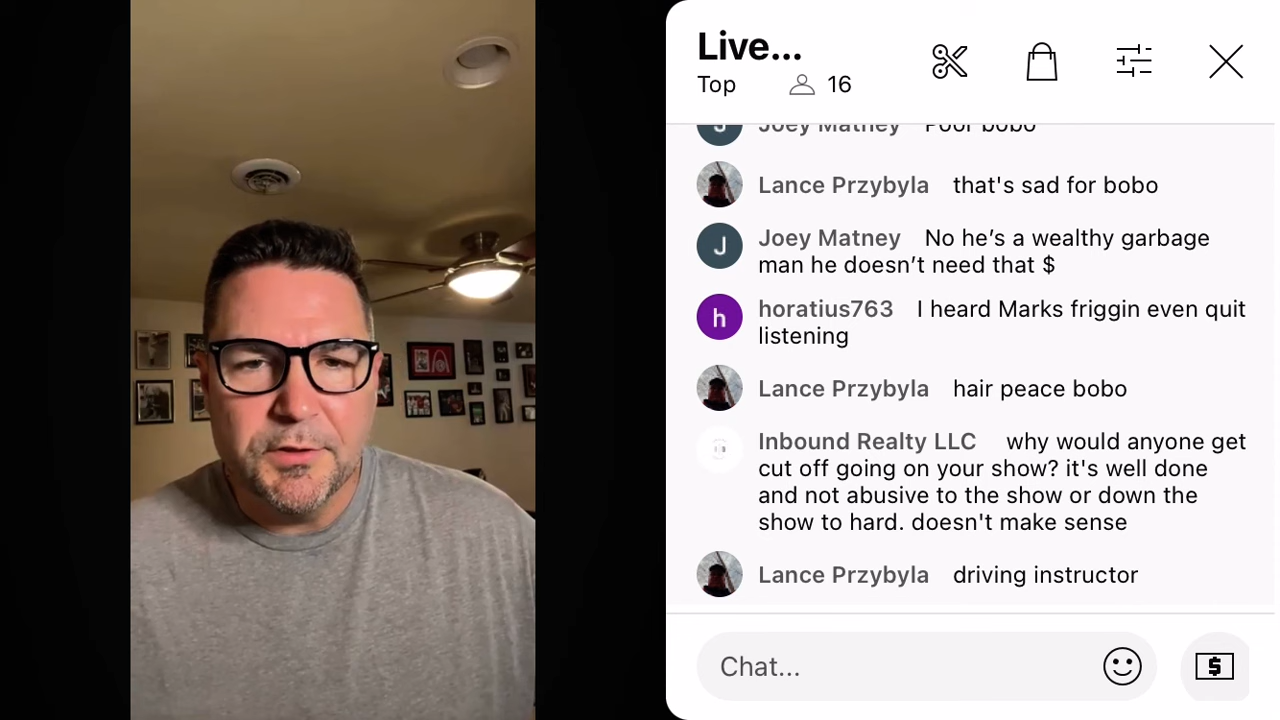 Live...
Top 16
J Joey Matney Poor bobo
Lance Przybyla that's sad for bobo
J Joey Matney No he’s a wealthy garbage
man he doesn’t need that $
h horatius763 I heard Marks friggin even quit
listening
Lance Przybyla hair peace bobo
Inbound Realty LLC why would anyone get
cut off going on your show? it's well done
and not abusive to the show or down the
show to hard. doesn't make sense
Lance Przybyla driving instructor
Chat...
$